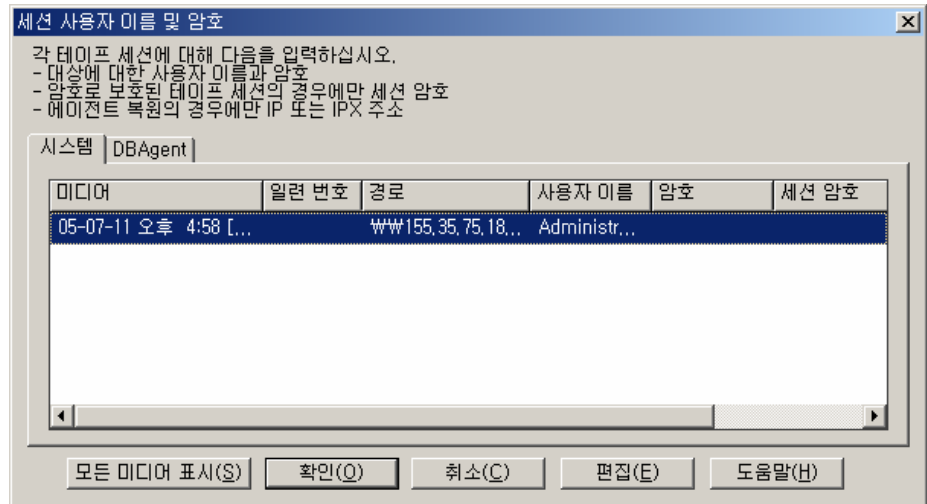 세션 사용자 이름 및 암호
각 테이프 세션에 대해 다음을 입력하십시오.
- 대상에 대한 사용자 이름과 암호
- 암호로 보호된 테이프 세션의 경우에만 세션 암호
- 에이전트 복원의 경우에만 IP 또는 IPX 주소
시스템 DBAgent
미디어 일련 번호 경로 사용자 이름 암호 세션 암호
05-07-11 오후 4:58 [... ₩₩155.35.75.18... Administr...
모든 미디어 표시(S) 확인(O) 취소(C) 편집(E) 도움말(H)